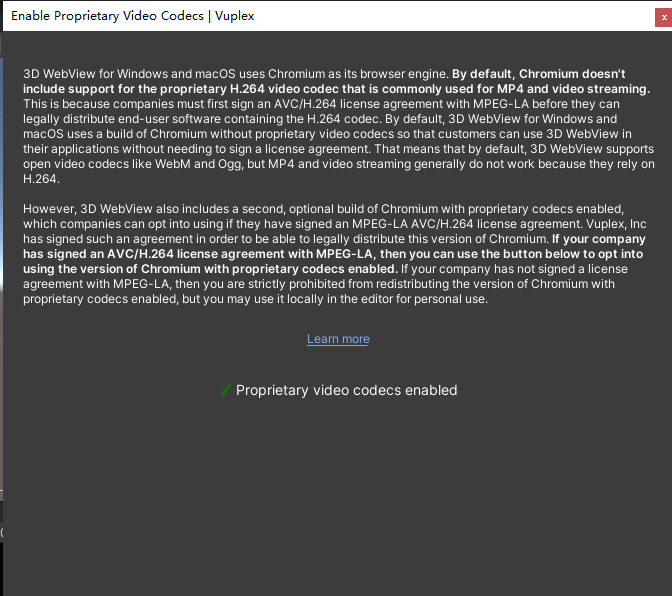 Enable Proprietary Video Codecs | Vuplex
x
3D WebView for Windows and macOS uses Chromium as its browser engine. By default, Chromium doesn't
include support for the proprietary H.264 video codec that is commonly used for MP4 and video streaming.
This is because companies must first sign an AVC/H.264 license agreement with MPEG-LA before they can
legally distribute end-user software containing the H.264 codec. By default, 3D WebView for Windows and
macOS uses a build of Chromium without proprietary video codecs so that customers can use 3D WebView in
their applications without needing to sign a license agreement. That means that by default, 3D WebView supports
open video codecs like WebM and Ogg, but MP4 and video streaming generally do not work because they rely on
H.264.
However, 3D WebView also includes a second, optional build of Chromium with proprietary codecs enabled,
which companies can opt into using if they have signed an MPEG-LA AVC/H.264 license agreement. Vuplex, Inc
has signed such an agreement in order to be able to legally distribute this version of Chromium. If your company
has signed an AVC/H.264 license agreement with MPEG-LA, then you can use the button below to opt into
using the version of Chromium with proprietary codecs enabled. If your company has not signed a license
agreement with MPEG-LA, then you are strictly prohibited from redistributing the version of Chromium with
proprietary codecs enabled, but you may use it locally in the editor for personal use.
Learn more
✓ Proprietary video codecs enabled